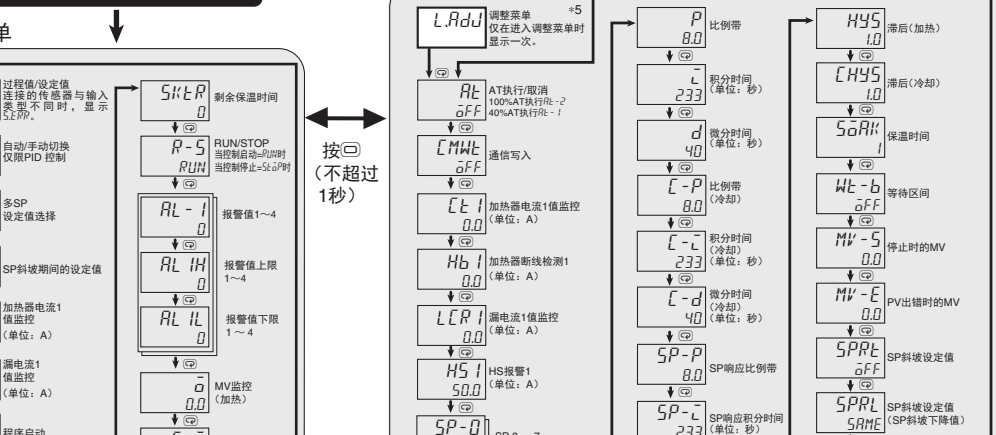 单
过程值/设定值
连接的传感器与输入
类型不同时，显示
S.ERR。
自动/手动切换
仅限PID 控制
多SP
设定值选择
SP斜坡期间的设定值
加热器电流1
值监控
（单位：A）
漏电流1
值监控
（单位：A）
程序启动
SKTR
0
剩余保温时间
R-S
RUN
RUN/STOP
当控制启动=RUN时
当控制停止=SToP时
AL-1
0
报警值1～4
AL 1H
0
报警值上限
1～4
AL 1L
0
报警值下限
1 ~ 4
o
0.0
MV监控
（加热）
按
（不超过
1秒）
L.AdJ
调整菜单
仅在进入调整菜单时
显示一次。
*5
At
oFF
AT执行/取消
100%AT执行At-2
40%AT执行At-1
CMWt
oFF
通信写入
Ct1
0.0
加热器电流1值监控
（单位：A）
Hb1
0.0
加热器断线检测1
（单位：A）
LCR1
0.0
漏电流1值监控
（单位：A）
HS1
50.0
HS报警1
（单位：A）
SP-0
P
8.0
比例带
i
233
积分时间
（单位：秒）
d
40
微分时间
（单位：秒）
C-P
8.0
比例带
（冷却）
C-i
233
积分时间
（冷却）
（单位：秒）
C-d
40
微分时间
（冷却）
（单位：秒）
SP-P
8.0
SP响应比例带
SP-i
233
SP响应积分时间
（单位：秒）
HYS
1.0
滞后（加热）
CHYS
1.0
滞后（冷却）
SoAK
1
保温时间
Wt-b
oFF
等待区间
MV-S
0.0
停止时的MV
MV-E
0.0
PV出错时的MV
SPRt
oFF
SP斜坡设定值
SPRL
SAME
SP斜坡设定值
（SP斜坡下降值）